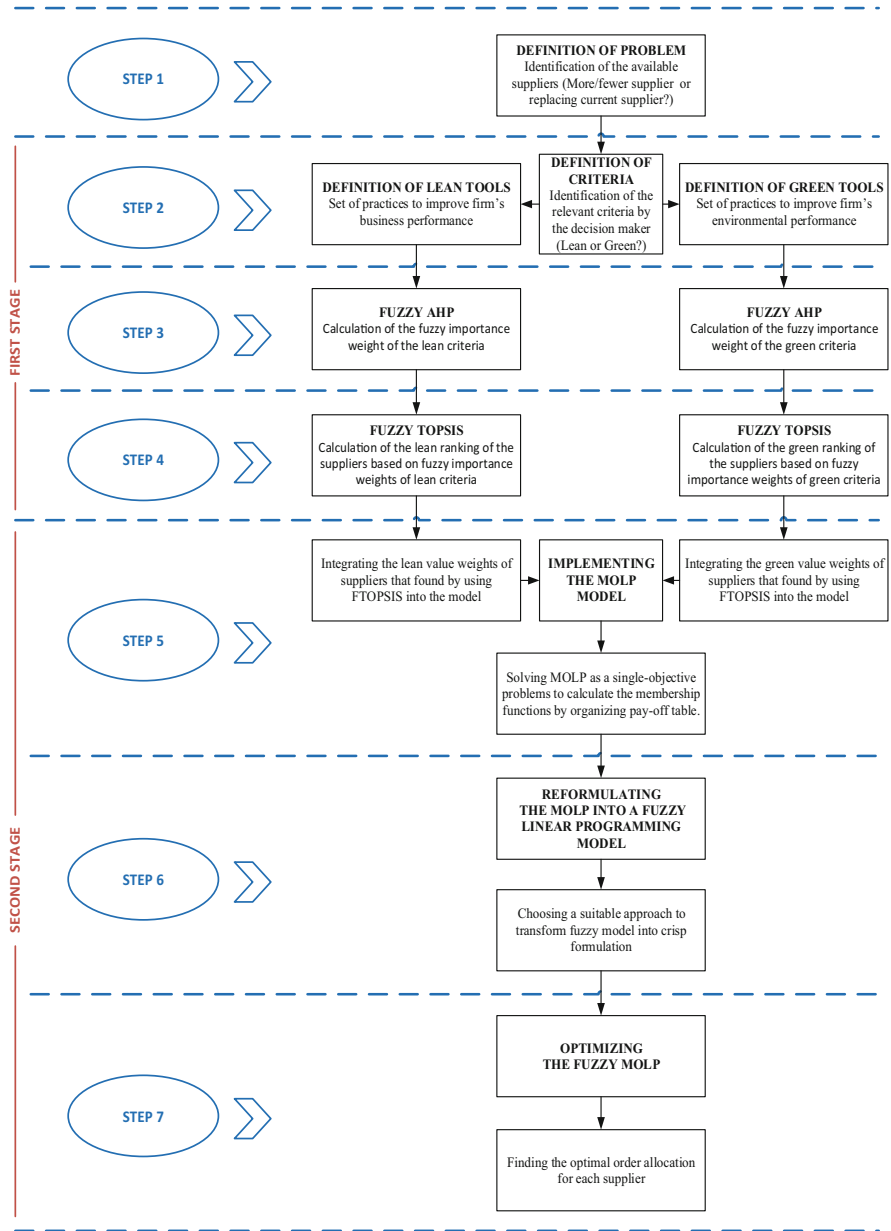 STEP 1
DEFINITION OF PROBLEM
Identification of the available
suppliers (More/fewer supplier or
replacing current supplier?)
FIRST STAGE
STEP 2
DEFINITION OF LEAN TOOLS
Set of practices to improve firm's
business performance
DEFINITION OF
CRITERIA
Identification of the
relevant criteria by
the decision maker
(Lean or Green?)
DEFINITION OF GREEN TOOLS
Set of practices to improve firm's
environmental performance
STEP 3
FUZZY AHP
Calculation of the fuzzy importance
weight of the lean criteria
FUZZY AHP
Calculation of the fuzzy importance
weight of the green criteria
STEP 4
FUZZY TOPSIS
Calculation of the lean ranking of the
suppliers based on fuzzy importance
weights of lean criteria
FUZZY TOPSIS
Calculation of the green ranking of
the suppliers based on fuzzy
importance weights of green criteria
SECOND STAGE
STEP 5
Integrating the lean value weights of
suppliers that found by using
FTOPSIS into the model
IMPLEMENTING
THE MOLP
MODEL
Integrating the green value weights of
suppliers that found by using
FTOPSIS into the model
Solving MOLP as a single-objective
problems to calculate the membership
functions by organizing pay-off table.
STEP 6
REFORMULATING
THE MOLP INTO A FUZZY
LINEAR PROGRAMMING
MODEL
Choosing a suitable approach to
transform fuzzy model into crisp
formulation
STEP 7
OPTIMIZING
THE FUZZY MOLP
Finding the optimal order allocation
for each supplier